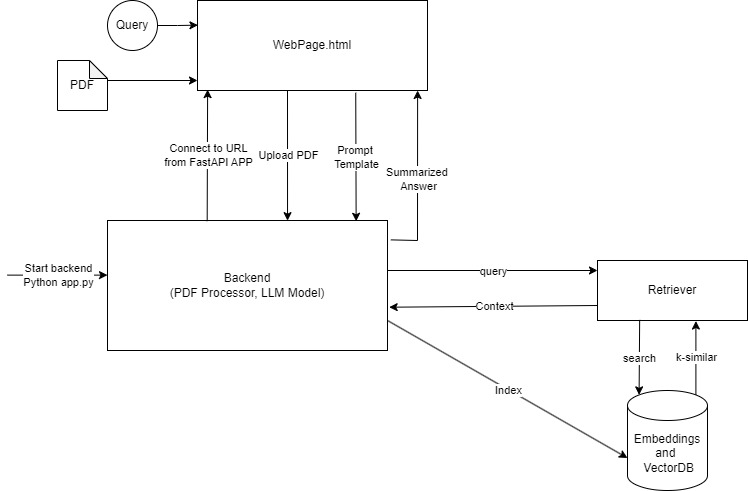 Query
WebPage.html
PDF
Connect to URL
from FastAPI APP
Upload PDF
Prompt
Template
Summarized
Answer
Start backend
Python app.py
Backend
(PDF Processor, LLM Model)
query
Retriever
Context
search
k-similar
Index
Embeddings
and
VectorDB